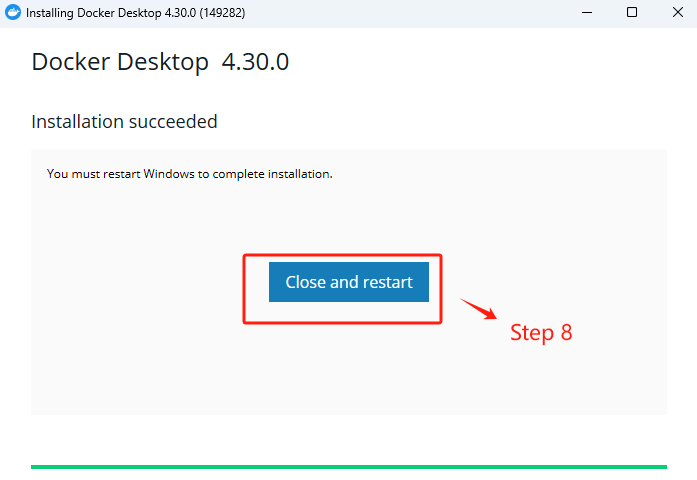 Installing Docker Desktop 4.30.0 (149282)
Docker Desktop 4.30.0
Installation succeeded
You must restart Windows to complete installation.
Close and restart
Step 8